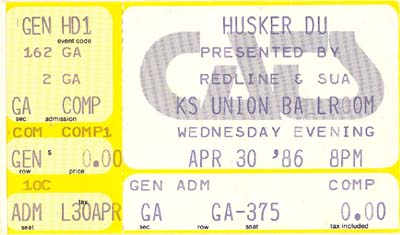 GEN HD1
event code
162 GA
2 GA
GA COMP
sec. admission
COM COMP1
GEN $ 0.00
row price
10C
tax
ADM L30APR
seat
CATS
HUSKER DU
PRESENTED BY
REDLINE & SUA
KS UNION BALLROOM
WEDNESDAY EVENING
APR 30 '86 8PM
GEN ADM COMP
GA GA-375 0.00
sec. row seat tax included